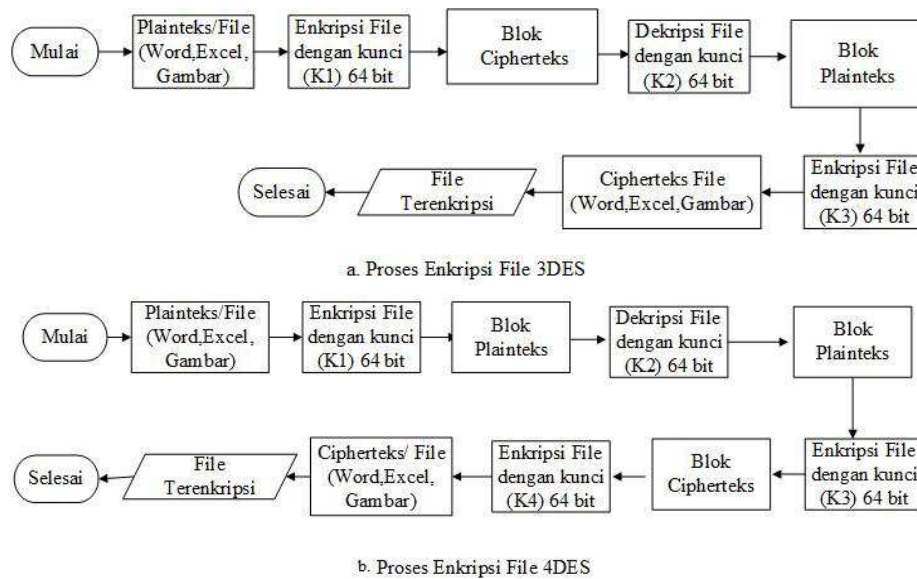 Mulai
Plainteks/File
(Word,Excel,
Gambar)
Enkripsi File
dengan kunci
(K1) 64 bit
Blok
Cipherteks
Dekripsi File
dengan kunci
(K2) 64 bit
Blok
Plainteks
Enkripsi File
dengan kunci
(K3) 64 bit
Cipherteks File
(Word,Excel,Gambar)
File
Terenkripsi
Selesai
a. Proses Enkripsi File 3DES
Mulai
Plainteks/File
(Word,Excel,
Gambar)
Enkripsi File
dengan kunci
(K1) 64 bit
Blok
Plainteks
Dekripsi File
dengan kunci
(K2) 64 bit
Blok
Plainteks
Enkripsi File
dengan kunci
(K3) 64 bit
Blok
Cipherteks
Enkripsi File
dengan kunci
(K4) 64 bit
Cipherteks/ File
(Word,Excel,
Gambar)
File
Terenkripsi
Selesai
b. Proses Enkripsi File 4DES